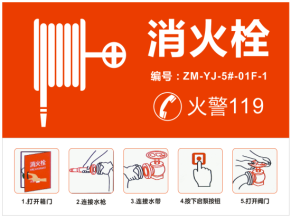 消火栓
编号：ZM-YJ-5#-01F-1
火警119
消火栓
1.打开箱门
2.连接水枪
3.连接水带
4.按下启泵按钮
5.打开阀门